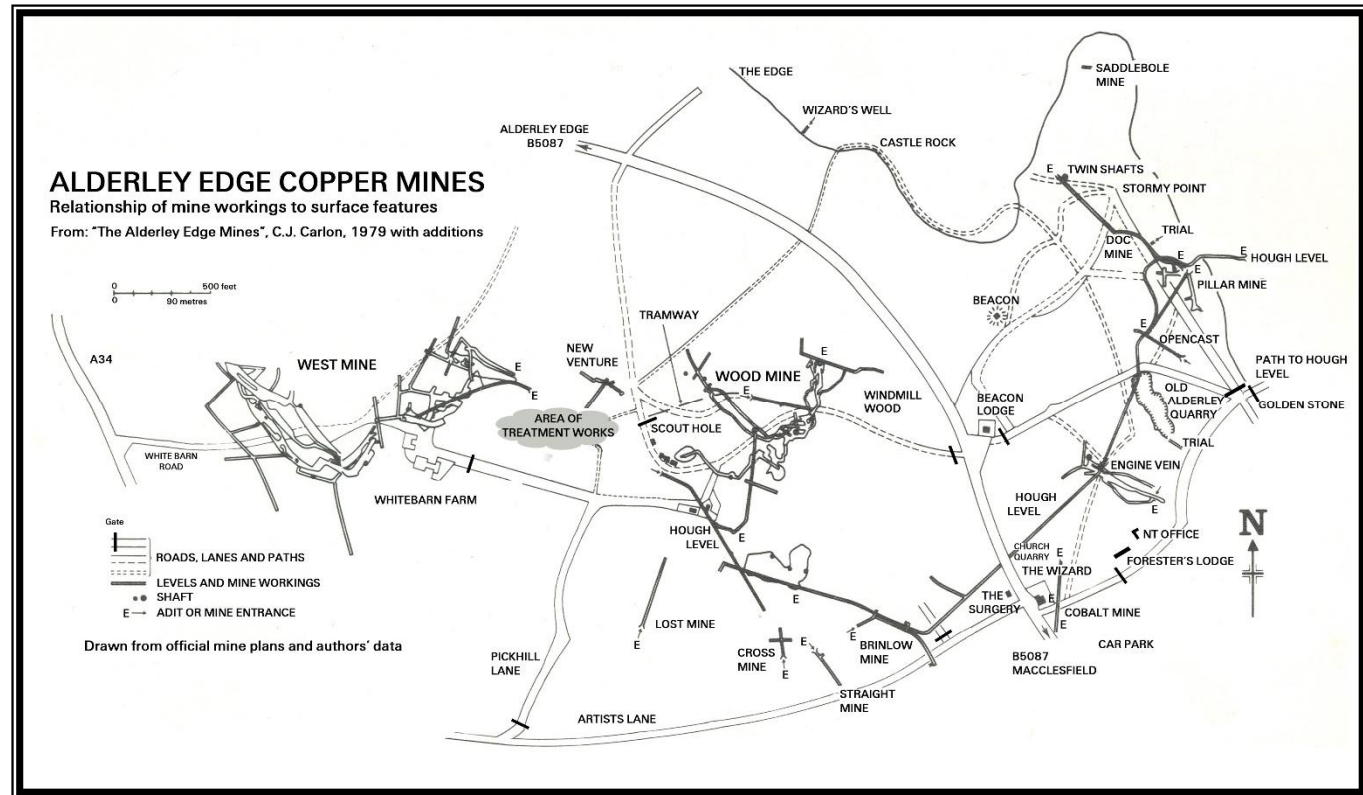 ALDERLEY EDGE COPPER MINES
Relationship of mine workings to surface features
From: "The Alderley Edge Mines", C.J. Carlon, 1979 with additions
0 500 feet
0 90 metres
THE EDGE
WIZARD'S WELL
ALDERLEY EDGE
B5087
CASTLE ROCK
SADDLEBOLE
MINE
E
TWIN SHAFTS
STORMY POINT
TRIAL
DOC
MINE
E
E
E
HOUGH LEVEL
PILLAR MINE
BEACON
E
OPENCAST
PATH TO HOUGH
LEVEL
GOLDEN STONE
OLD
ALDERLEY
QUARRY
TRIAL
A34
WEST MINE
E
E
NEW
VENTURE
TRAMWAY
WOOD MINE
E
E
WINDMILL
WOOD
BEACON
LODGE
AREA OF
TREATMENT WORKS
SCOUT HOLE
WHITE BARN
ROAD
WHITEBARN FARM
ENGINE VEIN
E
HOUGH
LEVEL
HOUGH
LEVEL
E
NT OFFICE
CHURCH
QUARRY
E
FORESTER'S LODGE
THE WIZARD
E
THE
SURGERY
COBALT MINE
E
CAR PARK
B5087
MACCLESFIELD
Gate
ROADS, LANES AND PATHS
LEVELS AND MINE WORKINGS
SHAFT
E ADIT OR MINE ENTRANCE
Drawn from official mine plans and authors' data
LOST MINE
E
E
CROSS
MINE
E
E
E
BRINLOW
MINE
STRAIGHT
MINE
PICKHILL
LANE
ARTISTS LANE
N